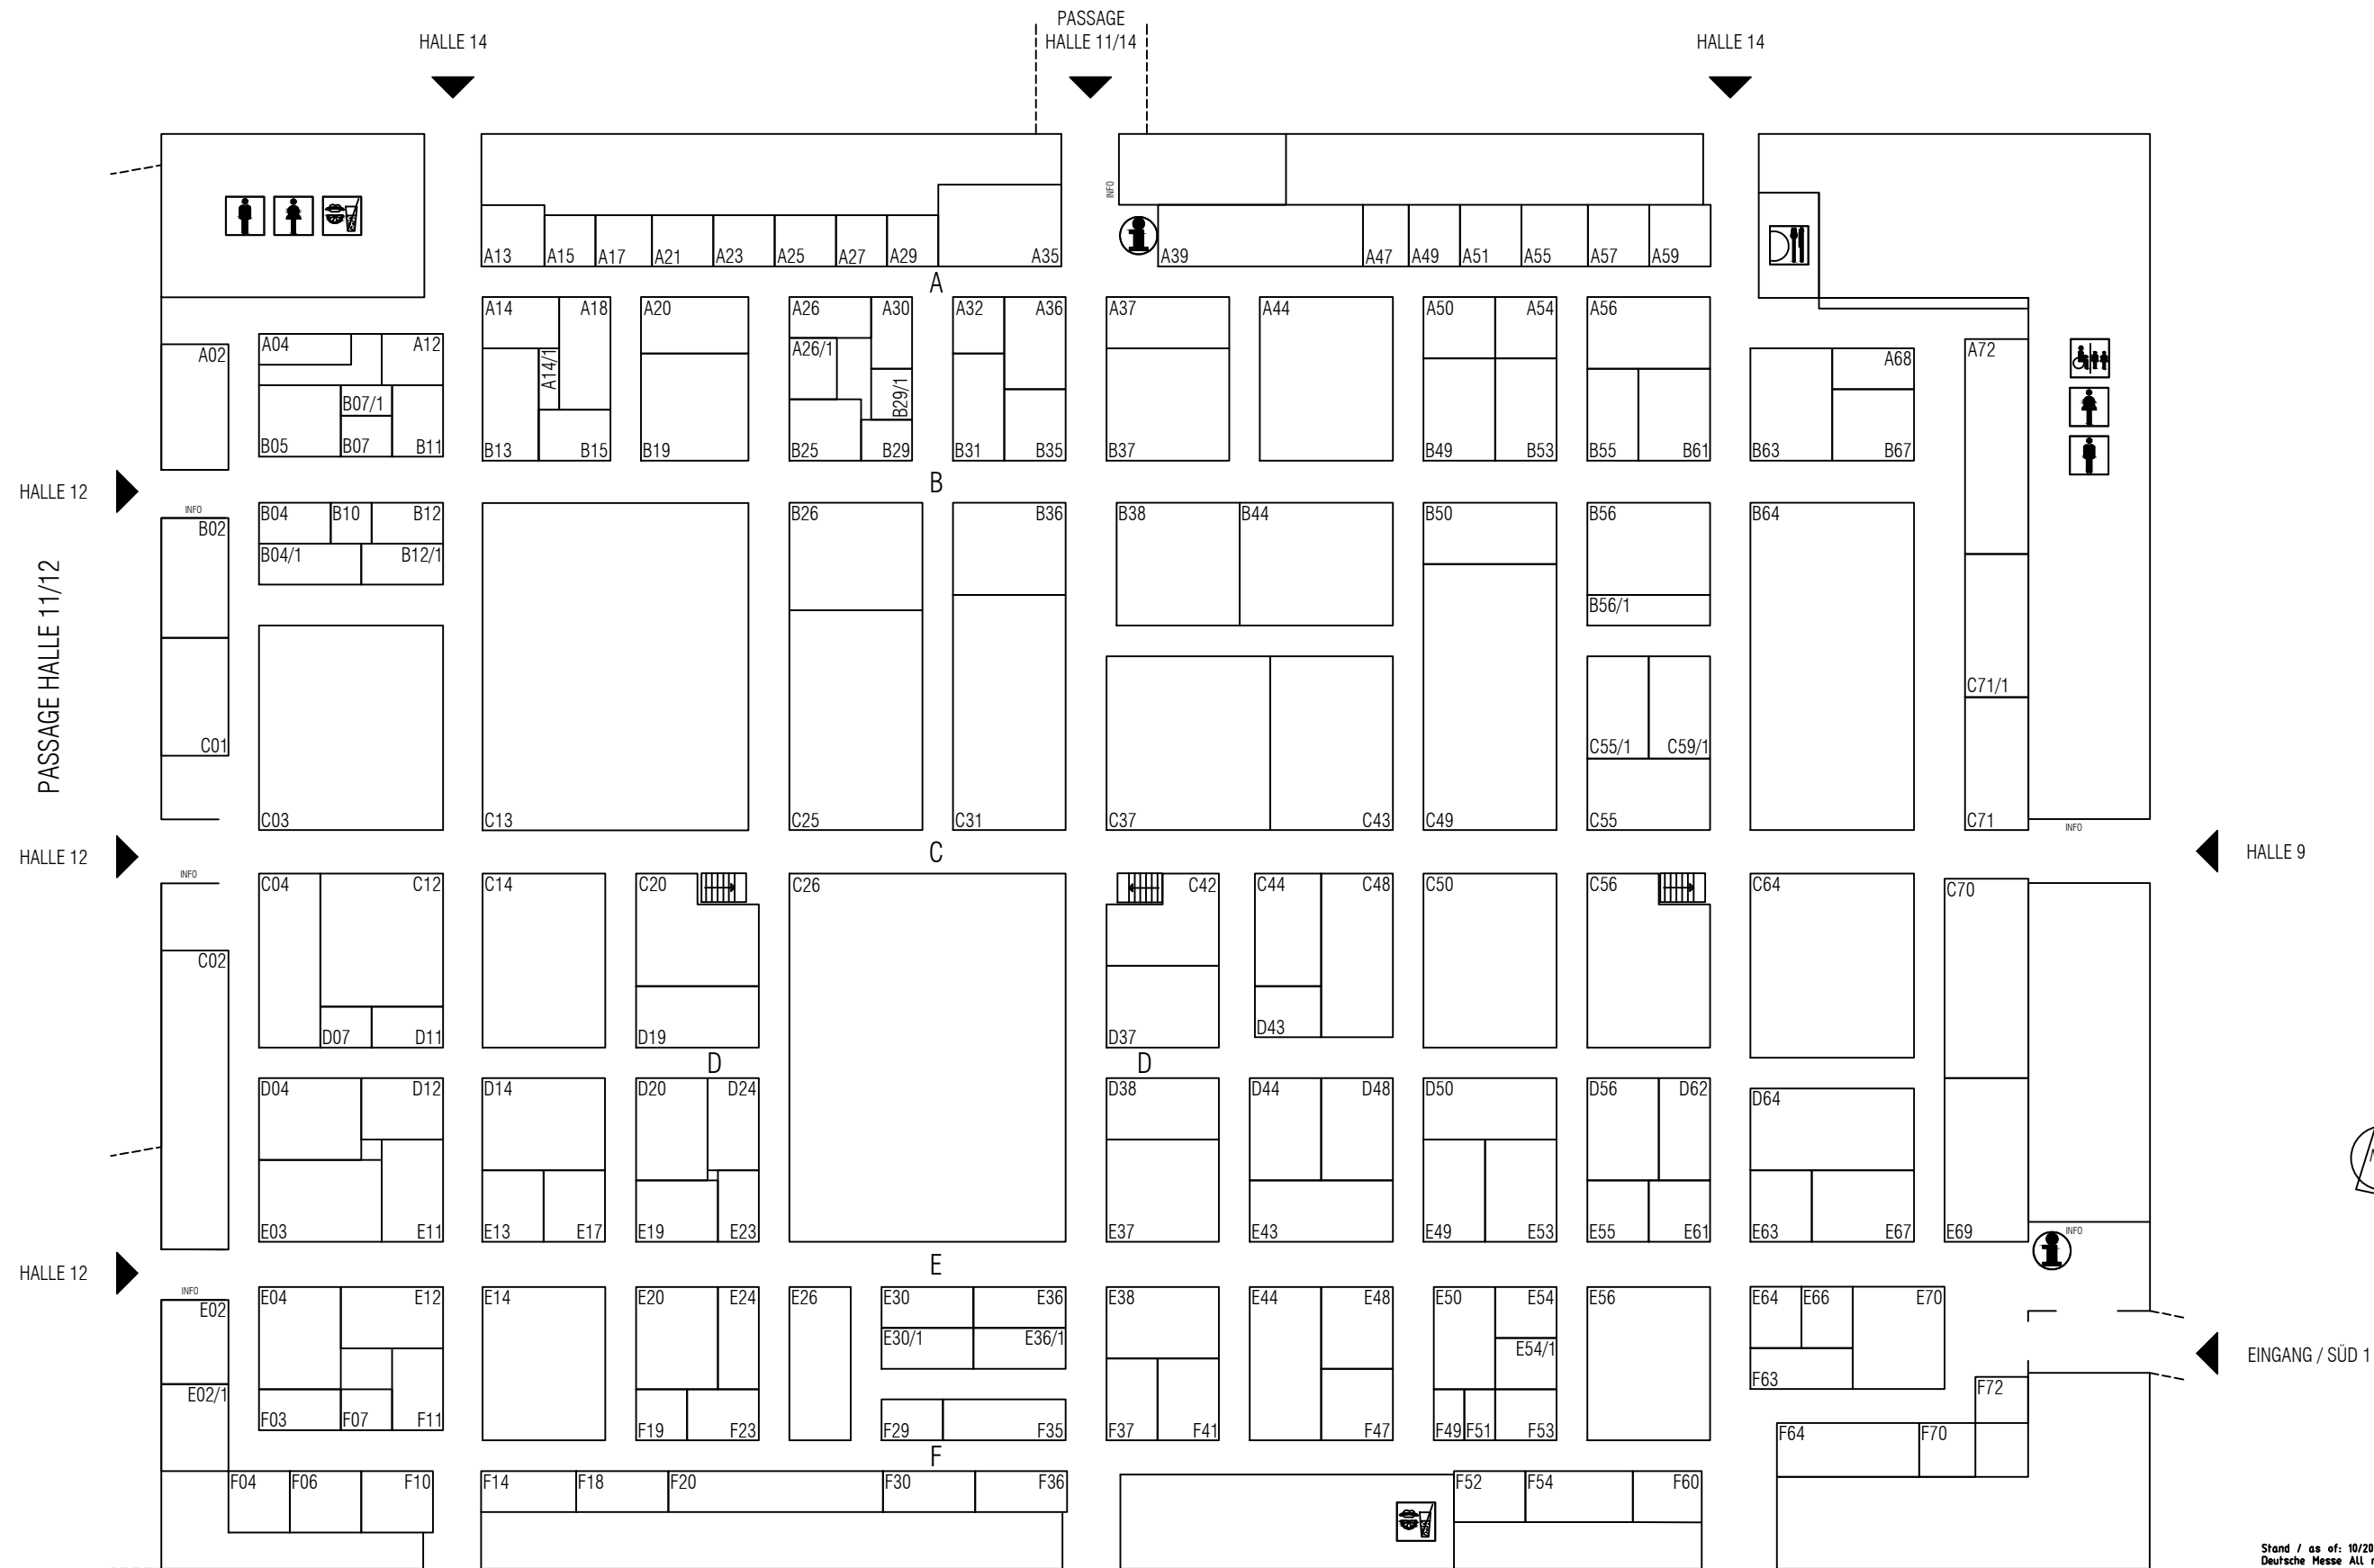 PASSAGE
HALLE 14 HALLE 11/14 HALLE 14
INFO
A13 A15 A17 A21 A23 A25 A27 A29 A35 A39 A47 A49 A51 A55 A57 A59
A
A14 A18 A20 A26 A30 A32 A36 A37 A44 A50 A54 A56
A02 A04 A12 A14/1 A26/1 A68 A72
B07/1 B29/1
B05 B07 B11 B13 B15 B19 B25 B29 B31 B35 B37 B49 B53 B55 B61 B63 B67
HALLE 12 B
INFO
B02 B04 B10 B12 B26 B36 B38 B44 B50 B56 B64
B04/1 B12/1
B56/1
PASSAGE HALLE 11/12
C71/1
C01 C55/1 C59/1
C03 C13 C25 C31 C37 C43 C49 C55 C71
INFO
HALLE 12 C HALLE 9
INFO
C04 C12 C14 C20 C26 C42 C44 C48 C50 C56 C64 C70
C02
D07 D11 D19 D37 D43
D D
D04 D12 D14 D20 D24 D38 D44 D48 D50 D56 D62 D64
E03 E11 E13 E17 E19 E23 E37 E43 E49 E53 E55 E61 E63 E67 E69
INFO
HALLE 12 E
INFO
E02 E04 E12 E14 E20 E24 E26 E30 E36 E38 E44 E48 E50 E54 E56 E64 E66 E70
E30/1 E36/1 E54/1
EINGANG / SÜD 1
E02/1 F63 F72
F03 F07 F11 F19 F23 F29 F35 F37 F41 F47 F49 F51 F53 F64 F70
F
F04 F06 F10 F14 F18 F20 F30 F36 F52 F54 F60
Stand / as of: 10/20
Deutsche Messe All